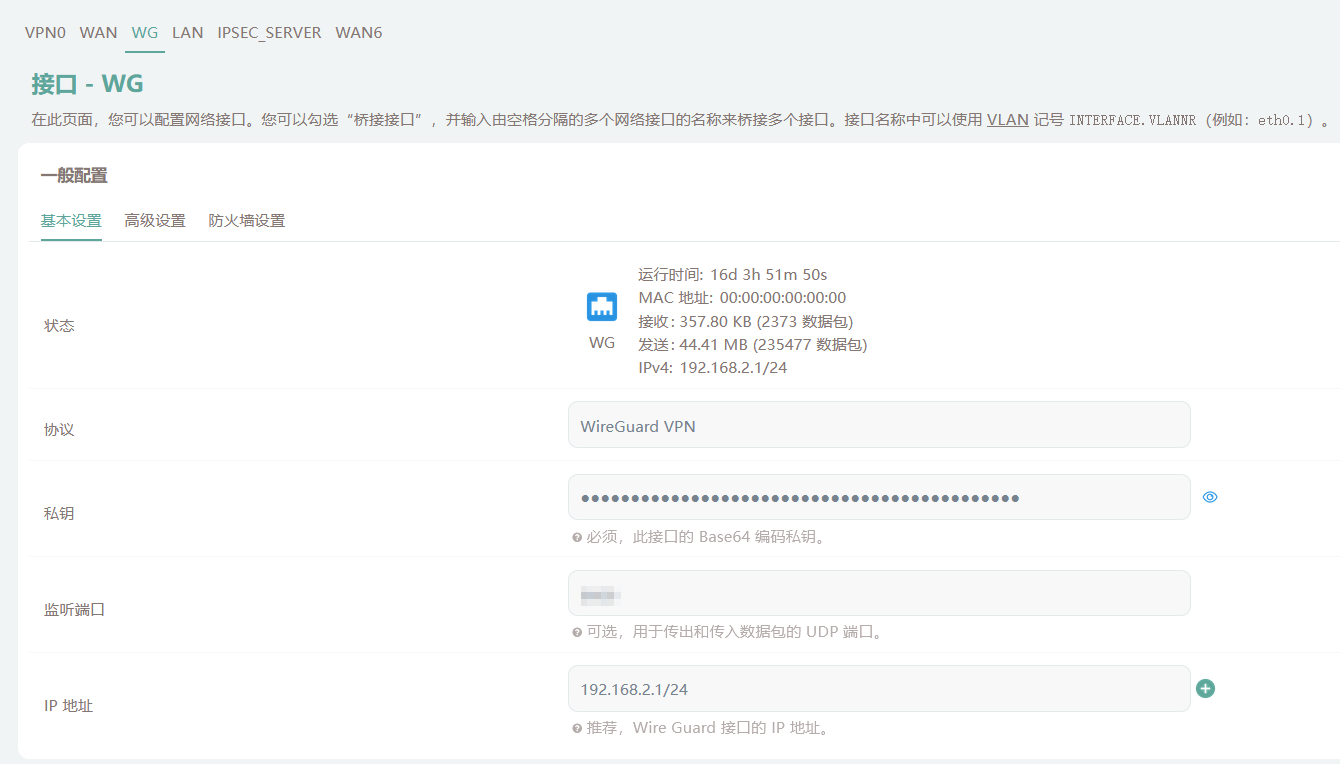 VPN0 WAN WG LAN IPSEC_SERVER WAN6
接口 - WG
在此页面，您可以配置网络接口。您可以勾选“桥接接口”，并输入由空格分隔的多个网络接口的名称来桥接多个接口。接口名称中可以使用 VLAN 记号 INTERFACE.VLANNR（例如：eth0.1）。
一般配置
基本设置 高级设置 防火墙设置
状态
WG
运行时间: 16d 3h 51m 50s
MAC 地址: 00:00:00:00:00:00
接收: 357.80 KB (2373 数据包)
发送: 44.41 MB (235477 数据包)
IPv4: 192.168.2.1/24
协议
WireGuard VPN
私钥
●●●●●●●●●●●●●●●●●●●●●●●●●●●●●●●●●●●●●●●●●●●●
必须，此接口的 Base64 编码私钥。
监听端口
可选，用于传出和传入数据包的 UDP 端口。
IP 地址
192.168.2.1/24
推荐，Wire Guard 接口的 IP 地址。